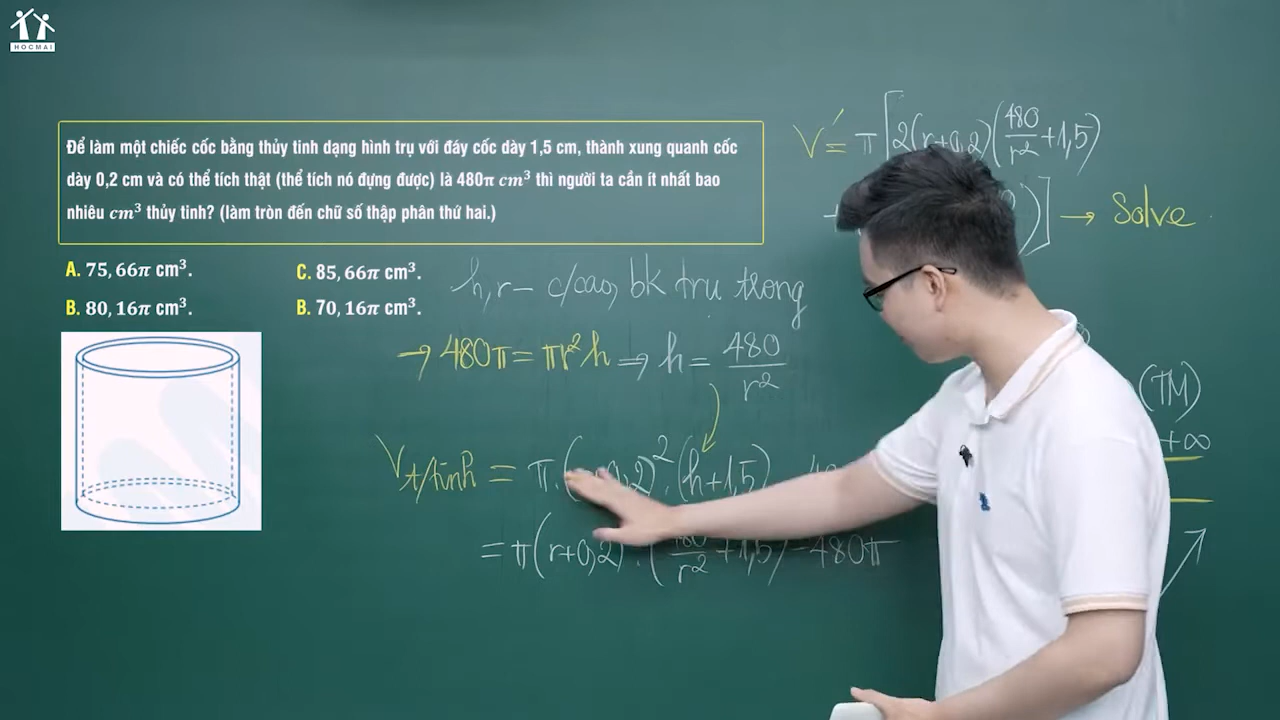 HOCMAI
Để làm một chiếc cốc bằng thủy tinh dạng hình trụ với đáy cốc dày 1,5 cm, thành xung quanh cốc
dày 0,2 cm và có thể tích thật (thể tích nó đựng được) là 480π cm³ thì người ta cần ít nhất bao
nhiêu cm³ thủy tinh? (làm tròn đến chữ số thập phân thứ hai.)
A. 75,66π cm³.
C. 85,66π cm³.
B. 80,16π cm³.
B. 70,16π cm³.
h, r – c/cao, bk trụ trong
→ 480π = πr²h ⇒ h = 480/r²
V t/tinh = π.( 0,2)².(h+1,5)
= π(r+0,2) . ( /r² + 1,5) – 480π
V′ = π[2(r+0,2)(480/r² + 1,5)
)] → Solve
(TM)
+∞